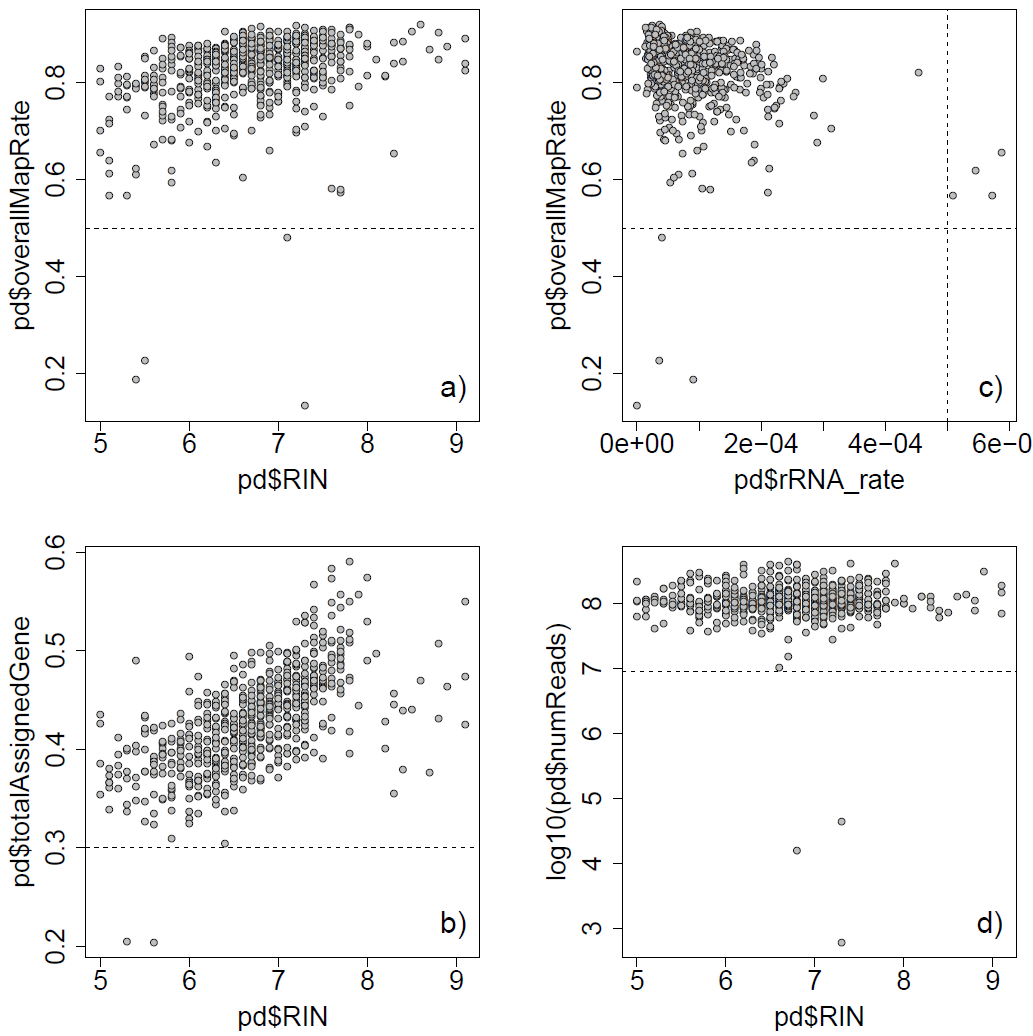 pd$overallMapRate
0.8
0.6
0.4
0.2
a)
5 6 7 8 9
pd$RIN
pd$overallMapRate
0.8
0.6
0.4
0.2
c)
0e+00 2e-04 4e-04 6e-0
pd$rRNA_rate
pd$totalAssignedGene
0.6
0.5
0.4
0.3
0.2
b)
5 6 7 8 9
pd$RIN
log10(pd$numReads)
8
7
6
5
4
3
d)
5 6 7 8 9
pd$RIN